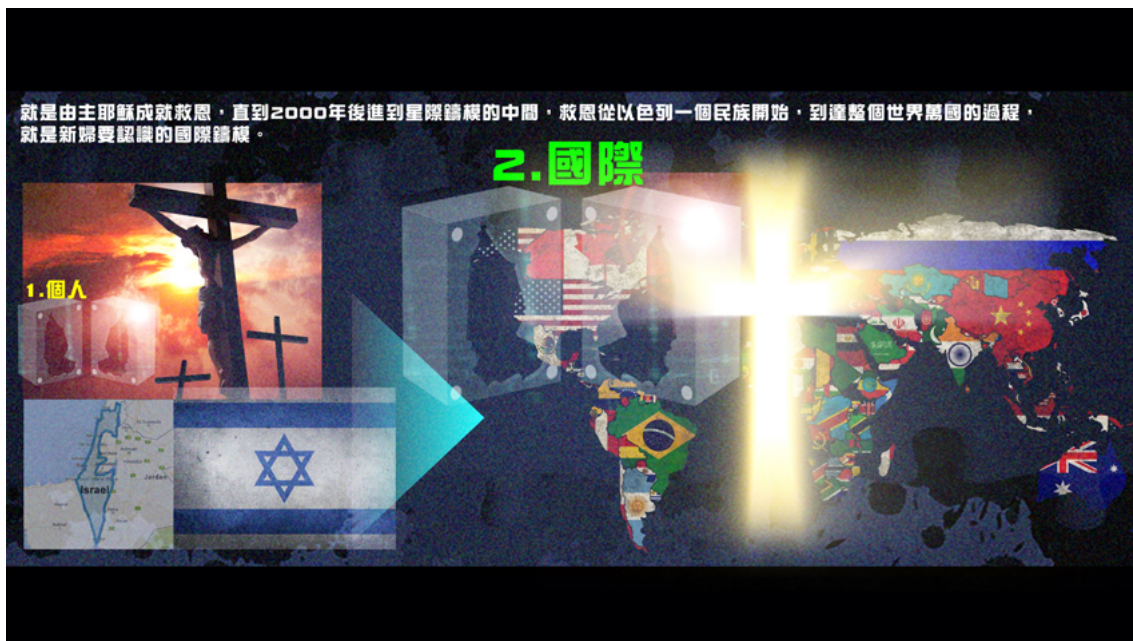 就是由主耶穌成就救恩，直到2000年後進到星際鑄模的中間，救恩從以色列一個民族開始，到達整個世界萬國的過程，
就是新婦要認識的國際鑄模。
2.國際
1.個人
Israel
Jordan